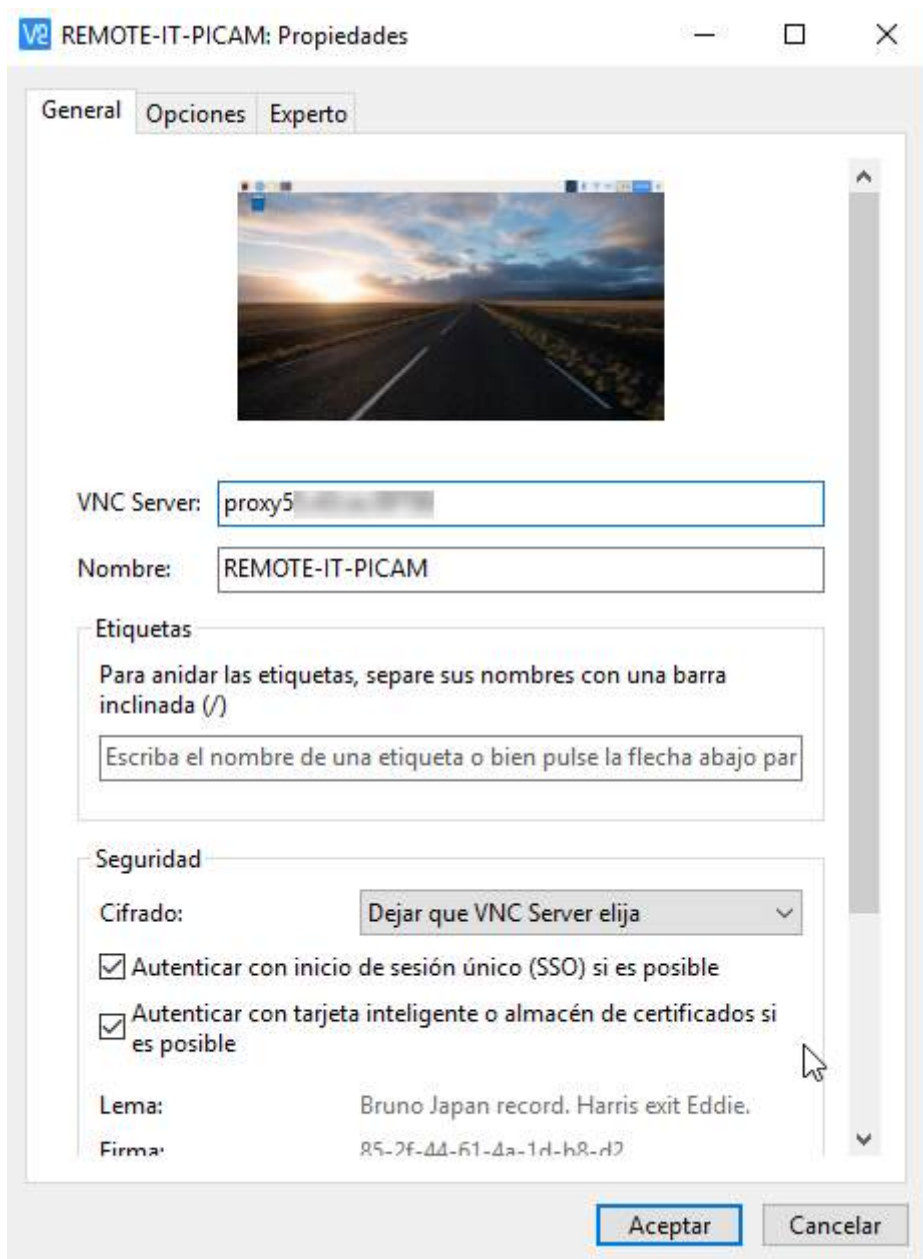 REMOTE-IT-PICAM: Propiedades
General Opciones Experto
VNC Server: proxy5
Nombre: REMOTE-IT-PICAM
Etiquetas
Para anidar las etiquetas, separe sus nombres con una barra
inclinada (/)
Escriba el nombre de una etiqueta o bien pulse la flecha abajo par
Seguridad
Cifrado: Dejar que VNC Server elija
Autenticar con inicio de sesión único (SSO) si es posible
Autenticar con tarjeta inteligente o almacén de certificados si
es posible
Lema: Bruno Japan record. Harris exit Eddie.
Firma: 85-2f-44-61-4a-1d-b8-d2
Aceptar Cancelar